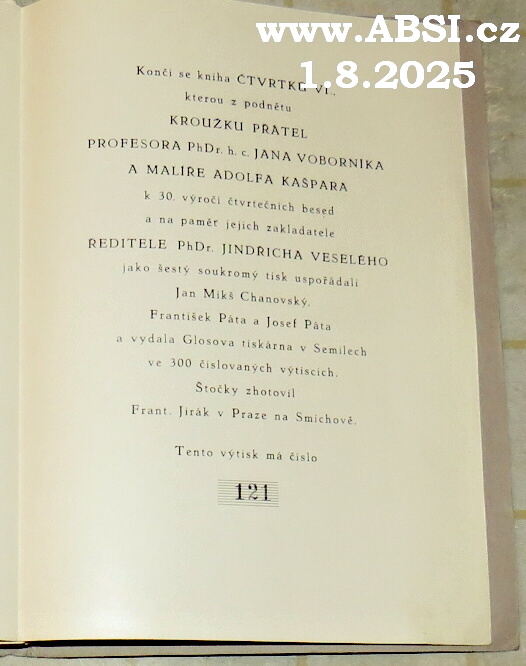 www.ABSI.cz
1.8.2025
Končí se kniha ČTVRTKŮ VI.,
kterou z podnětu
KROUŽKU PŘÁTEL
PROFESORA PhDr. h. c. JANA VOBORNÍKA
A MALÍŘE ADOLFA KAŠPARA
k 30. výročí čtvrtečních besed
a na paměť jejich zakladatele
ŘEDITELE PhDr. JINDŘICHA VESELÉHO
jako šestý soukromý tisk uspořádali
Jan Mikš Chanovský,
František Páta a Josef Páta
a vydala Glosova tiskárna v Semilech
ve 300 číslovaných výtiscích.
Štočky zhotovil
Frant. Jirák v Praze na Smíchově.
Tento výtisk má číslo
121